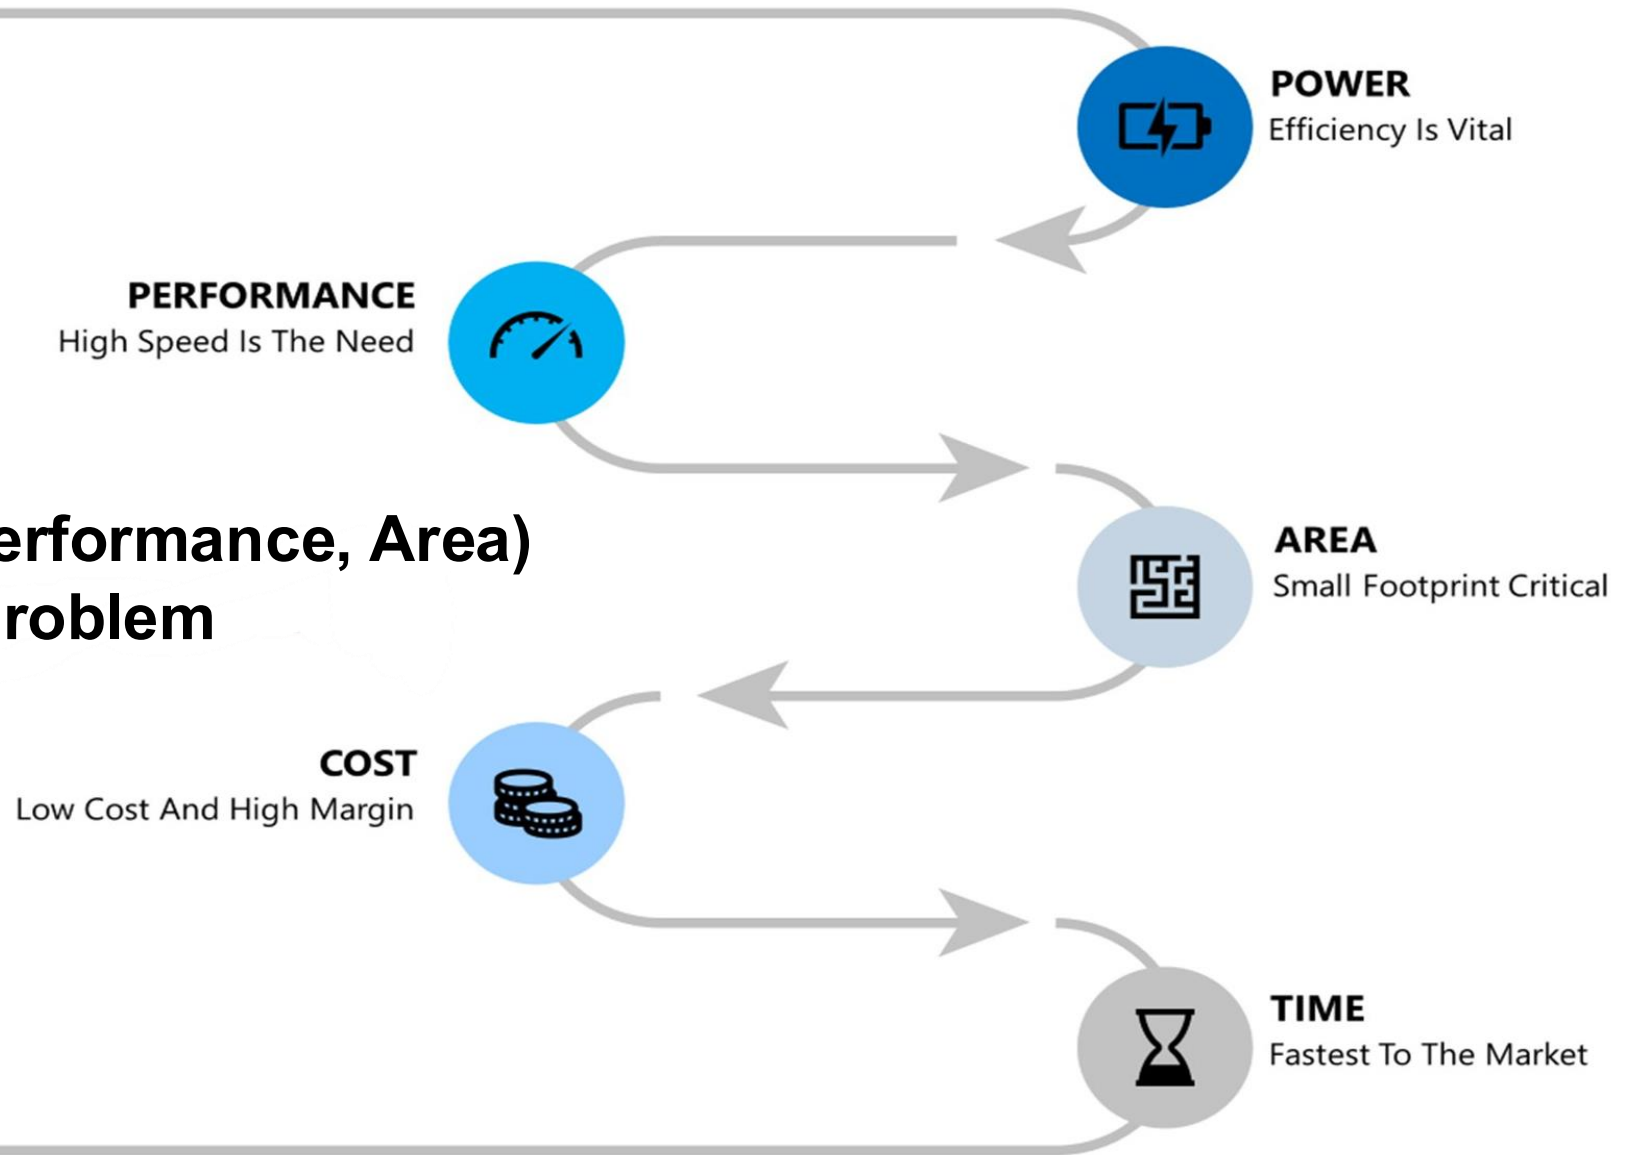 POWER
Efficiency Is Vital
PERFORMANCE
High Speed Is The Need
erformance, Area)
roblem
AREA
Small Footprint Critical
COST
Low Cost And High Margin
TIME
Fastest To The Market